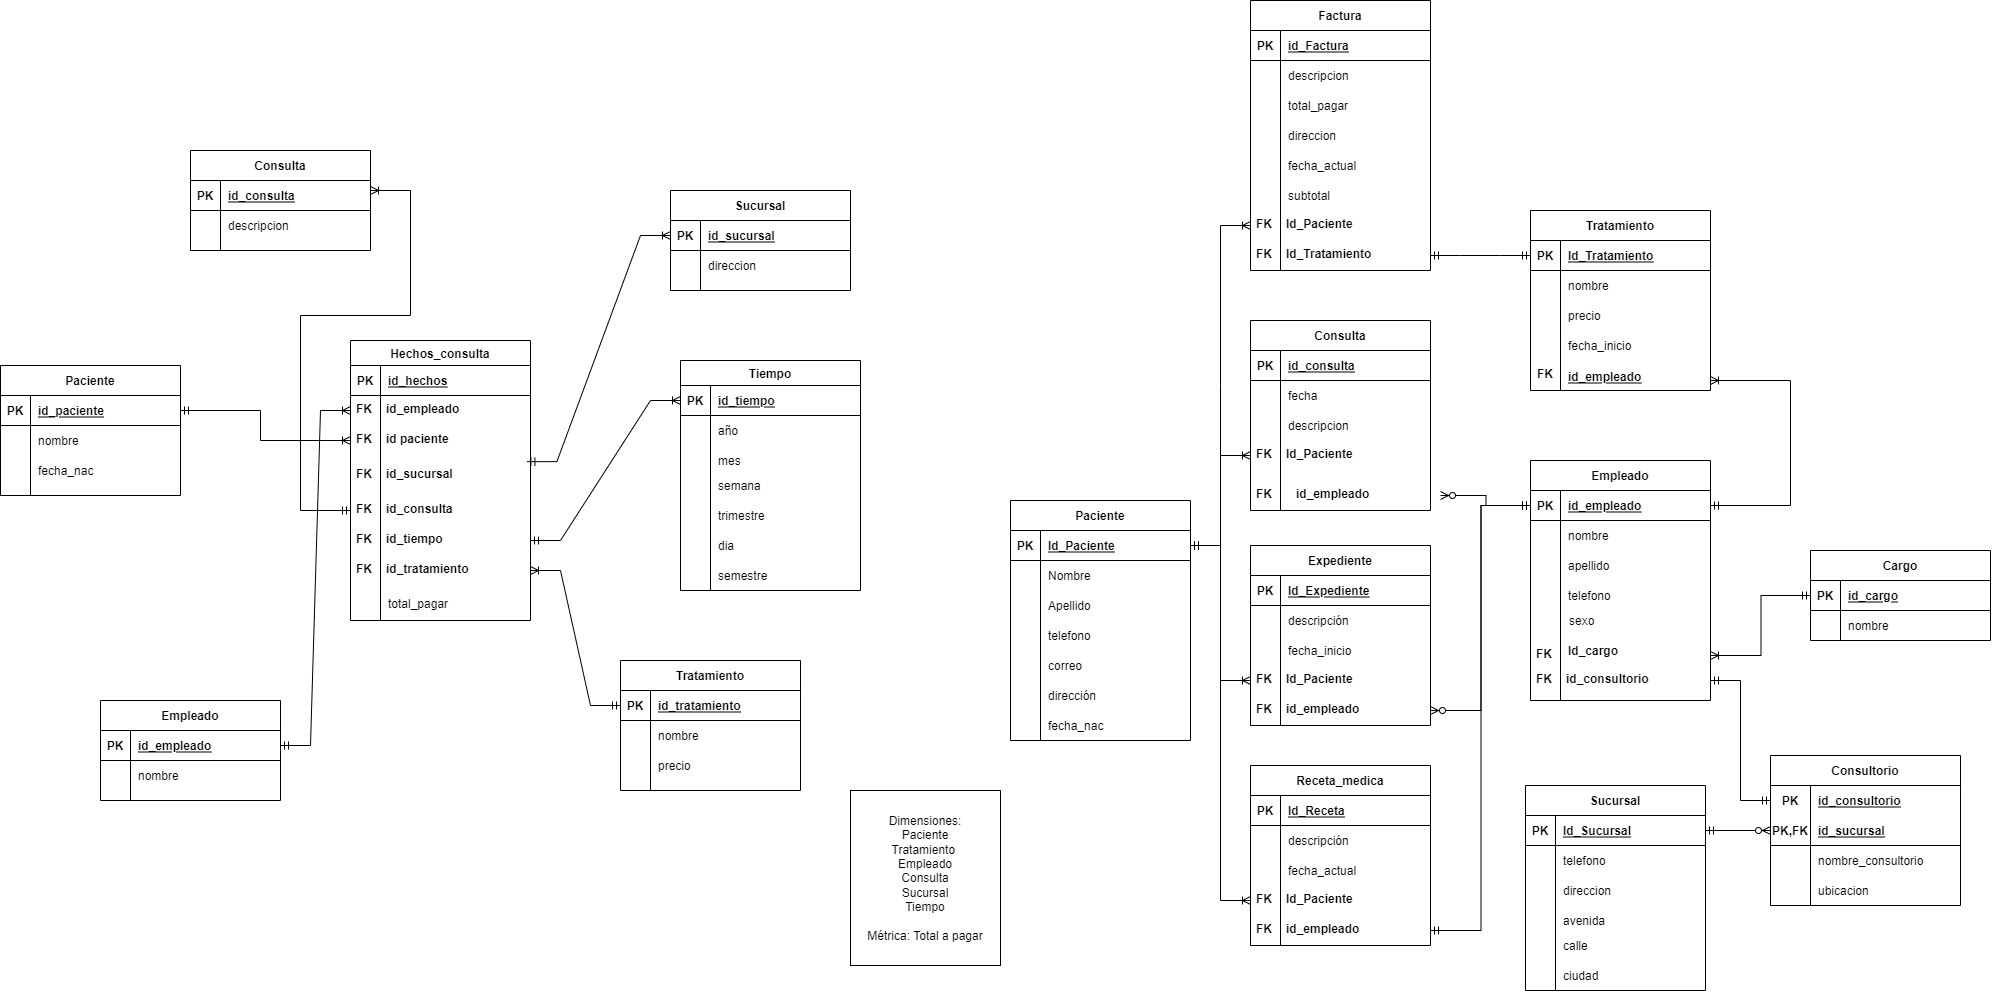 Consulta
PK id_consulta
descripcion
Sucursal
PK id_sucursal
direccion
Paciente
PK id_paciente
nombre
fecha_nac
Hechos_consulta
PK id_hechos
FK id_empleado
FK id paciente
FK id_sucursal
FK id_consulta
FK id_tiempo
FK id_tratamiento
total_pagar
Tiempo
PK id_tiempo
año
mes
semana
trimestre
dia
semestre
Empleado
PK id_empleado
nombre
Tratamiento
PK id_tratamiento
nombre
precio
Dimensiones:
Paciente
Tratamiento
Empleado
Consulta
Sucursal
Tiempo
Métrica: Total a pagar
Paciente
PK Id_Paciente
Nombre
Apellido
telefono
correo
dirección
fecha_nac
Factura
PK id_Factura
descripcion
total_pagar
direccion
fecha_actual
subtotal
FK Id_Paciente
FK Id_Tratamiento
Consulta
PK id_consulta
fecha
descripcion
FK Id_Paciente
FK id_empleado
Expediente
PK Id_Expediente
descripción
fecha_inicio
FK Id_Paciente
FK id_empleado
Receta_medica
PK Id_Receta
descripción
fecha_actual
FK Id_Paciente
FK id_empleado
Tratamiento
PK Id_Tratamiento
nombre
precio
fecha_inicio
FK id_empleado
Empleado
PK id_empleado
nombre
apellido
telefono
sexo
FK Id_cargo
FK id_consultorio
Cargo
PK id_cargo
nombre
Sucursal
PK Id_Sucursal
telefono
direccion
avenida
calle
ciudad
Consultorio
PK id_consultorio
PK,FK id_sucursal
nombre_consultorio
ubicacion